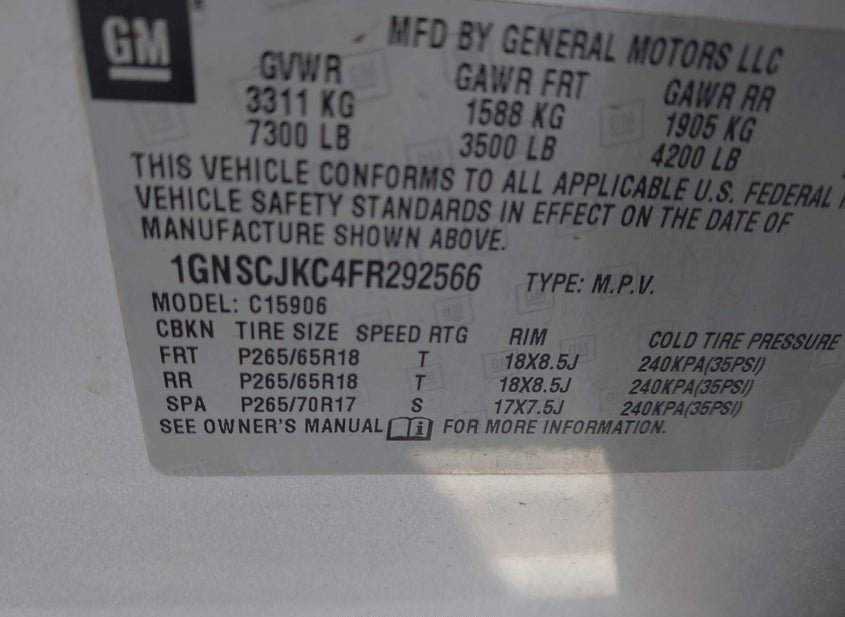 GM
MFD BY GENERAL MOTORS LLC
GVWR GAWR FRT GAWR RR
3311 KG 1588 KG 1905 KG
7300 LB 3500 LB 4200 LB
THIS VEHICLE CONFORMS TO ALL APPLICABLE U.S. FEDERAL
VEHICLE SAFETY STANDARDS IN EFFECT ON THE DATE OF
MANUFACTURE SHOWN ABOVE.
1GNSCJKC4FR292566 TYPE: M.P.V.
MODEL: C15906
CBKN TIRE SIZE SPEED RTG RIM COLD TIRE PRESSURE
FRT P265/65R18 T 18X8.5J 240KPA(35PSI)
RR P265/65R18 T 18X8.5J 240KPA(35PSI)
SPA P265/70R17 S 17X7.5J 240KPA(35PSI)
SEE OWNER'S MANUAL i FOR MORE INFORMATION.